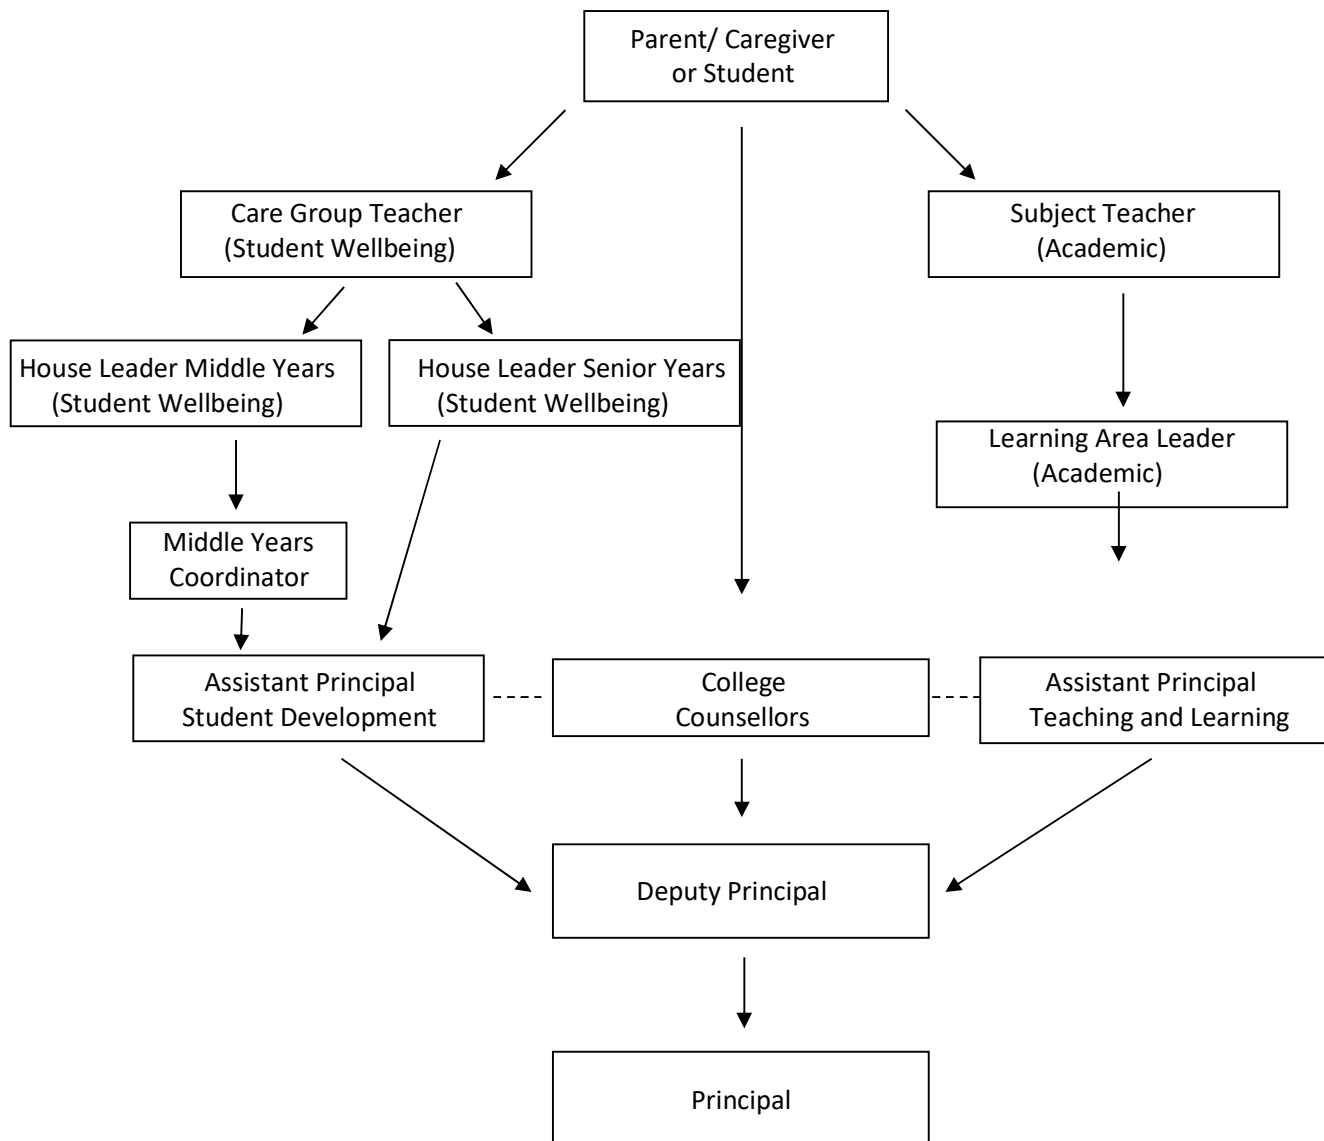 Parent/ Caregiver
or Student
Care Group Teacher
(Student Wellbeing)
Subject Teacher
(Academic)
House Leader Middle Years
(Student Wellbeing)
House Leader Senior Years
(Student Wellbeing)
Learning Area Leader
(Academic)
Middle Years
Coordinator
Assistant Principal
Student Development
College
Counsellors
Assistant Principal
Teaching and Learning
Deputy Principal
Principal